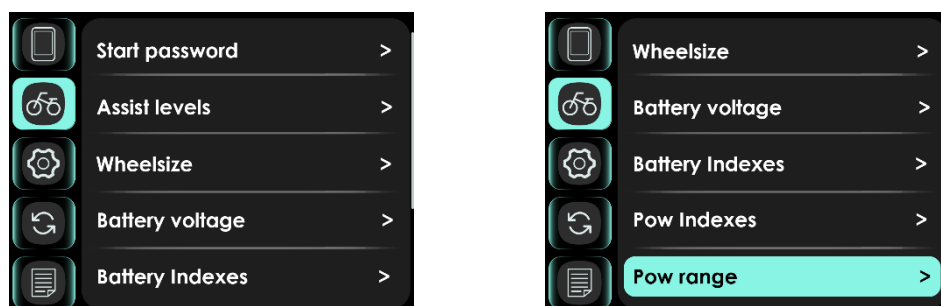 Start password >
Assist levels >
Wheelsize >
Battery voltage >
Battery Indexes >
Wheelsize >
Battery voltage >
Battery Indexes >
Pow Indexes >
Pow range >